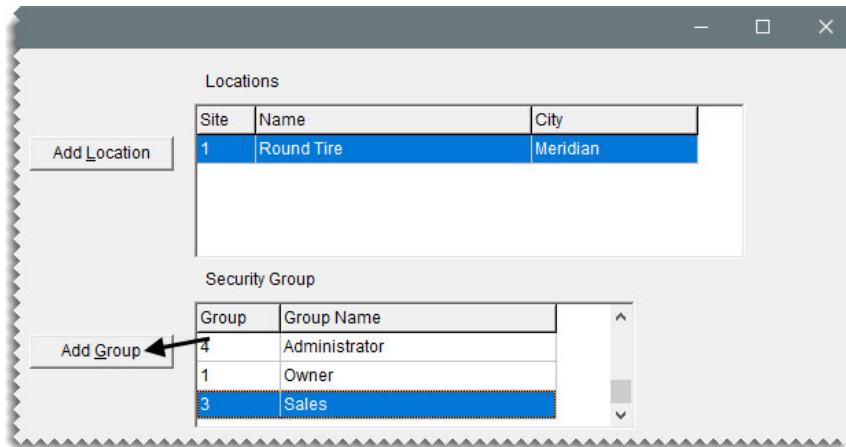 Locations
Site Name City
Add Location
1 Round Tire Meridian
Security Group
Group Group Name
Add Group
4 Administrator
1 Owner
3 Sales